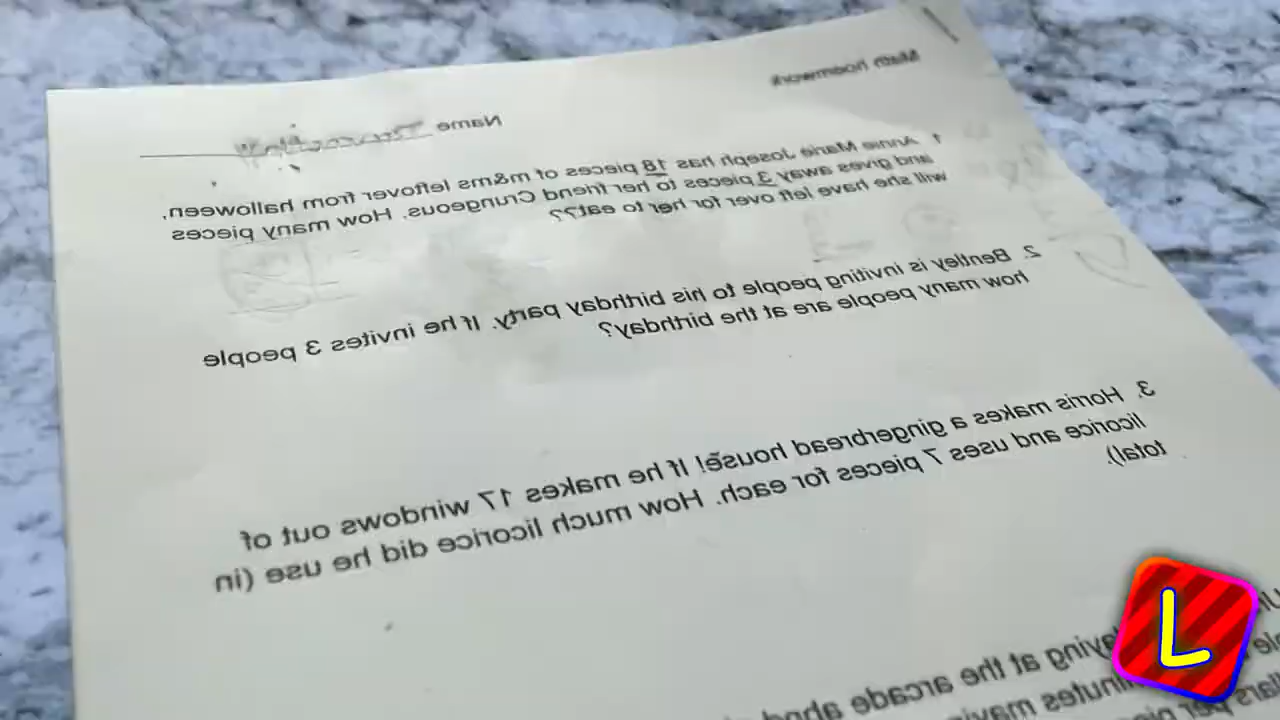 Math homework
Name
1 Annie Marie Joseph has 18 pieces of m&m leftover from halloween,
and gives away 3 pieces to her friend Crungeous. How many pieces
will she have left over for her to eat??
2. Bentley is inviting people to his birthday party. If he invites 3 people
how many people are at the birthday?
3. Horris makes a gingerbread house! If he makes 17 windows out of
licorice and uses 7 pieces for each. How much licorice did he use (in
total).
at the arcade
L